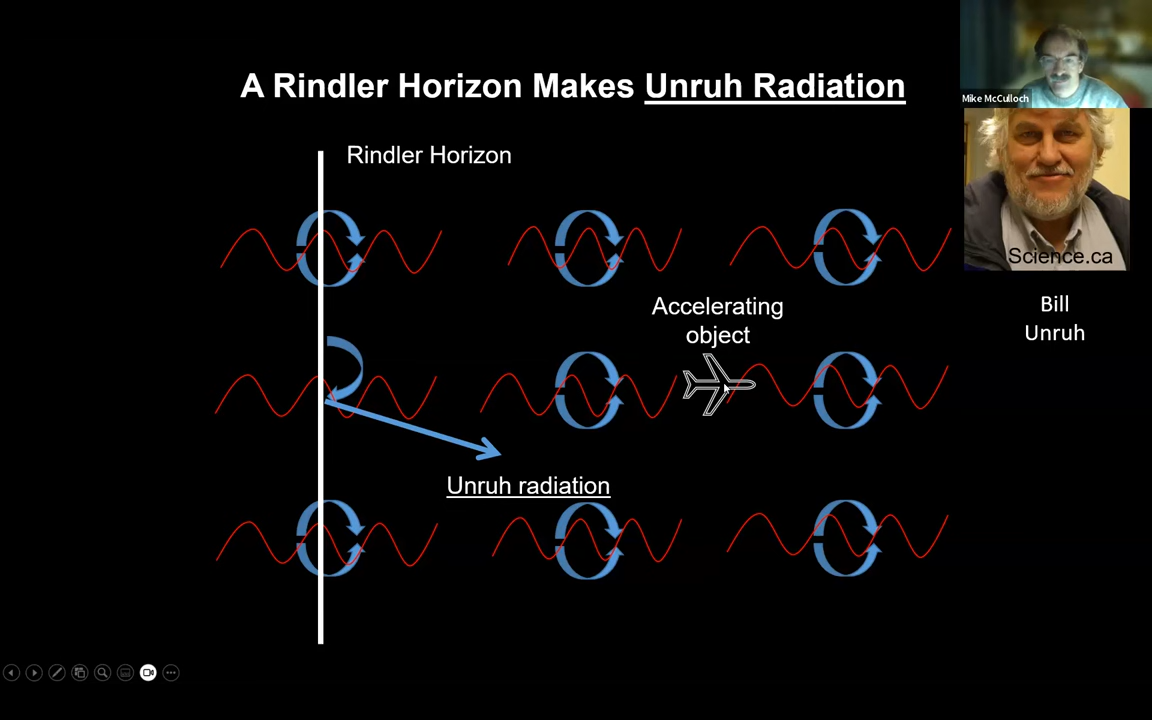 A Rindler Horizon Makes Unruh Radiation
Mike McCulloch
Rindler Horizon
Science.ca
Accelerating
object
Bill
Unruh
Unruh radiation